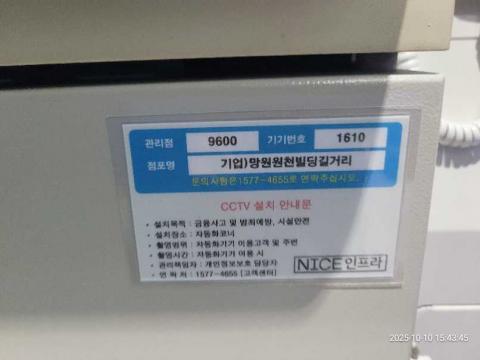 관리점 9600 기기번호 1610
점포명 기업)망원원천빌딩길거리
문의사항은1577-4655로 연락주십시오.
CCTV 설치 안내문
• 설치목적 : 금융사고 및 범죄예방, 시설안전
• 설치장소 : 자동화코너
• 촬영범위 : 자동화기기 이용고객 및 주변
• 촬영시간 : 자동화기기 이용 시
• 관리책임자 : 개인정보보호 담당자
• 연 락 처 : 1577-4655 [고객센터]
NICE인프라
2025-10-10 15:43:45